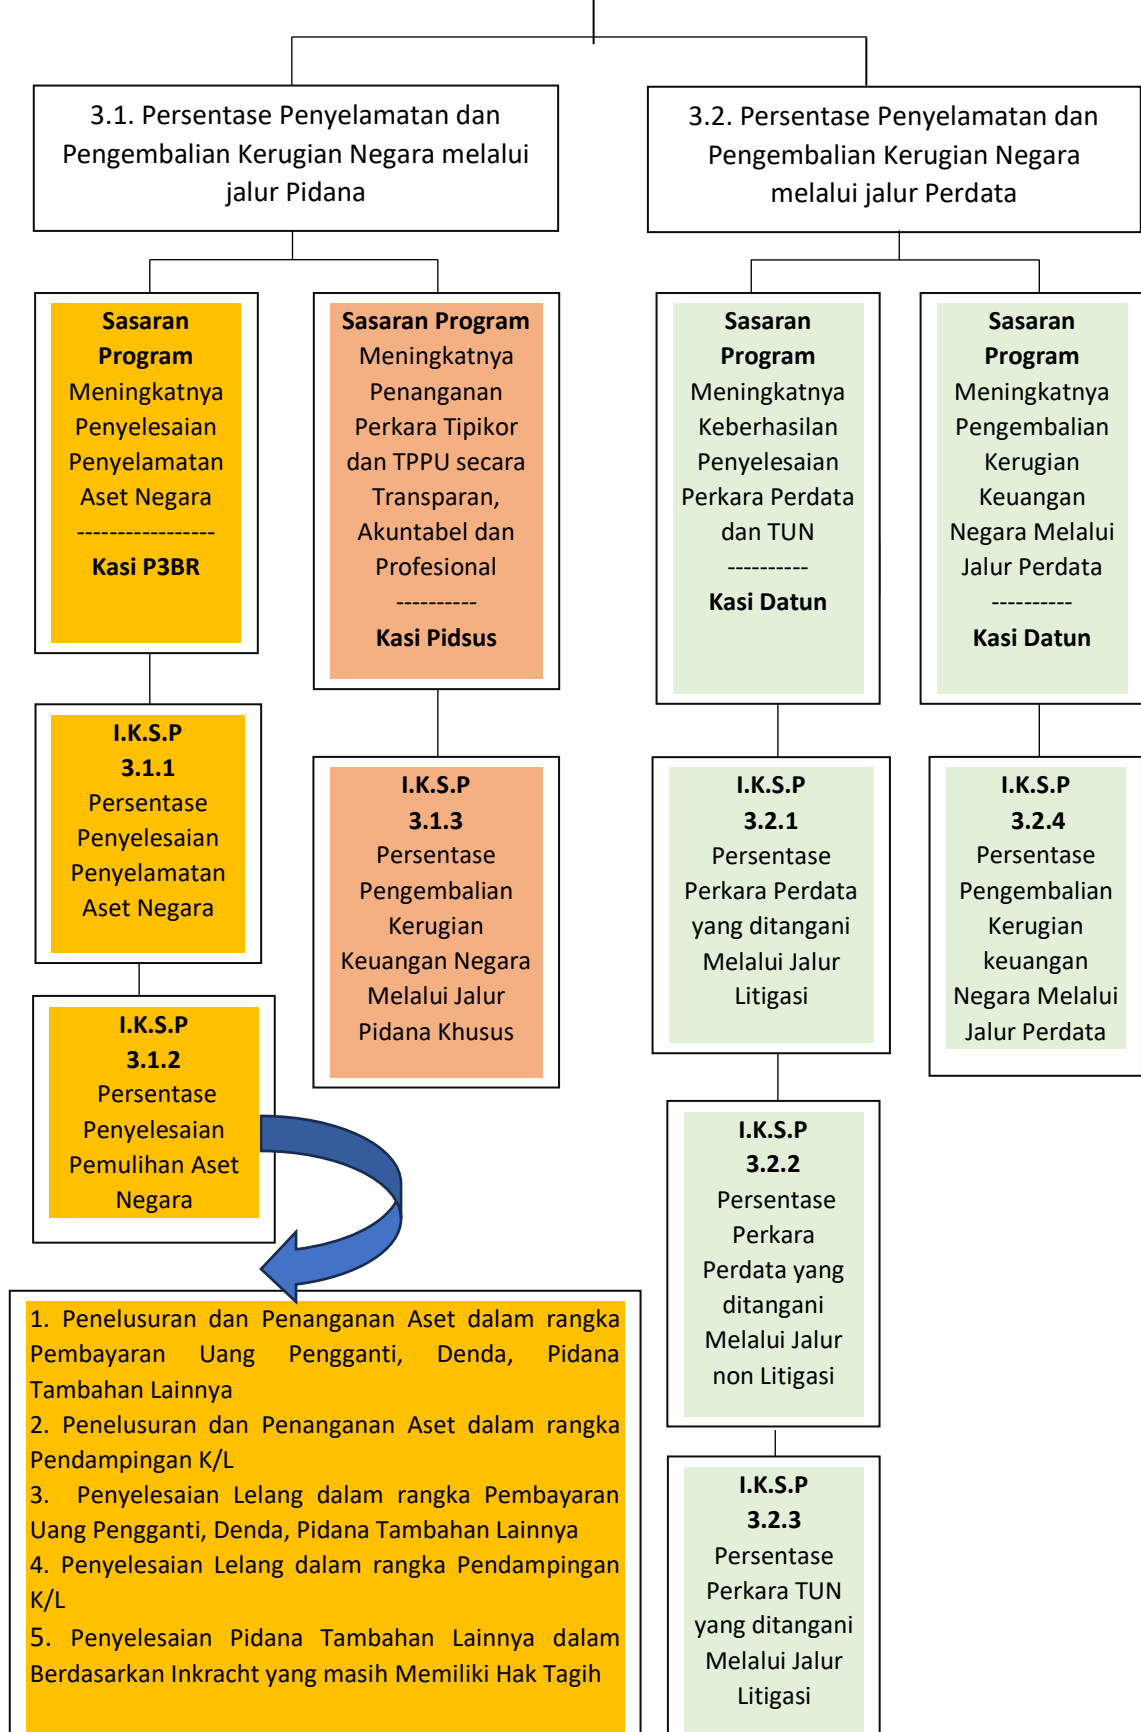 3.1. Persentase Penyelamatan dan
Pengembalian Kerugian Negara melalui
jalur Pidana
3.2. Persentase Penyelamatan dan
Pengembalian Kerugian Negara
melalui jalur Perdata
Sasaran
Program
Meningkatnya
Penyelesaian
Penyelamatan
Aset Negara
-----------------
Kasi P3BR
Sasaran Program
Meningkatnya
Penanganan
Perkara Tipikor
dan TPPU secara
Transparan,
Akuntabel dan
Profesional
----------
Kasi Pidsus
Sasaran
Program
Meningkatnya
Keberhasilan
Penyelesaian
Perkara Perdata
dan TUN
----------
Kasi Datun
Sasaran
Program
Meningkatnya
Pengembalian
Kerugian
Keuangan
Negara Melalui
Jalur Perdata
----------
Kasi Datun
I.K.S.P
3.1.1
Persentase
Penyelesaian
Penyelamatan
Aset Negara
I.K.S.P
3.1.3
Persentase
Pengembalian
Kerugian
Keuangan Negara
Melalui Jalur
Pidana Khusus
I.K.S.P
3.2.1
Persentase
Perkara Perdata
yang ditangani
Melalui Jalur
Litigasi
I.K.S.P
3.2.4
Persentase
Pengembalian
Kerugian
keuangan
Negara Melalui
Jalur Perdata
I.K.S.P
3.1.2
Persentase
Penyelesaian
Pemulihan Aset
Negara
I.K.S.P
3.2.2
Persentase
Perkara
Perdata yang
ditangani
Melalui Jalur
non Litigasi
1. Penelusuran dan Penanganan Aset dalam rangka
Pembayaran Uang Pengganti, Denda, Pidana
Tambahan Lainnya
2. Penelusuran dan Penanganan Aset dalam rangka
Pendampingan K/L
3. Penyelesaian Lelang dalam rangka Pembayaran
Uang Pengganti, Denda, Pidana Tambahan Lainnya
4. Penyelesaian Lelang dalam rangka Pendampingan
K/L
5. Penyelesaian Pidana Tambahan Lainnya dalam
Berdasarkan Inkracht yang masih Memiliki Hak Tagih
I.K.S.P
3.2.3
Persentase
Perkara TUN
yang ditangani
Melalui Jalur
Litigasi